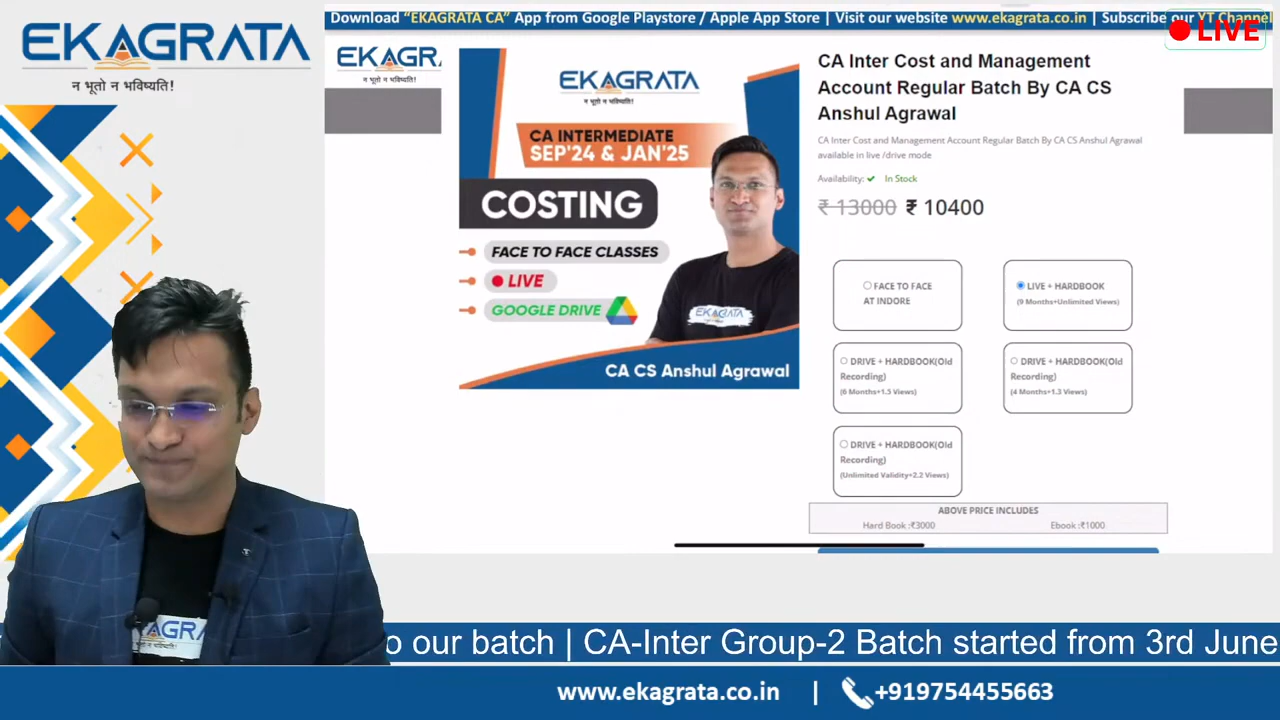 EKAGRATA
न भूतो न भविष्यति!
Download “EKAGRATA CA” App from Google Playstore / Apple App Store | Visit our website www.ekagrata.co.in | Subscribe our YT Channel
LIVE
EKAGRA
न भूतो न भविष्यति!
EKAGRATA
न भूतो न भविष्यति!
CA INTERMEDIATE
SEP'24 & JAN'25
COSTING
FACE TO FACE CLASSES
LIVE
GOOGLE DRIVE
EKAGRATA
CA CS Anshul Agrawal
CA Inter Cost and Management
Account Regular Batch By CA CS
Anshul Agrawal
CA Inter Cost and Management Account Regular Batch By CA CS Anshul Agrawal
available in live /drive mode
Availability: In Stock
₹ 13000 ₹ 10400
FACE TO FACE
AT INDORE
LIVE + HARDBOOK
(9 Months+Unlimited Views)
DRIVE + HARDBOOK(Old
Recording)
(6 Months+1.5 Views)
DRIVE + HARDBOOK(Old
Recording)
(4 Months+1.3 Views)
DRIVE + HARDBOOK(Old
Recording)
(Unlimited Validity+2.2 Views)
ABOVE PRICE INCLUDES
Hard Book :₹3000 Ebook :₹1000
AGRA
o our batch | CA-Inter Group-2 Batch started from 3rd June
www.ekagrata.co.in | +919754455663